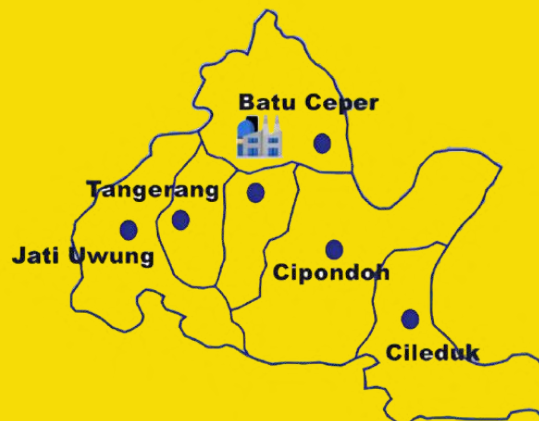 Batu Ceper
Tangerang
Jati Uwung
Cipondoh
Cileduk